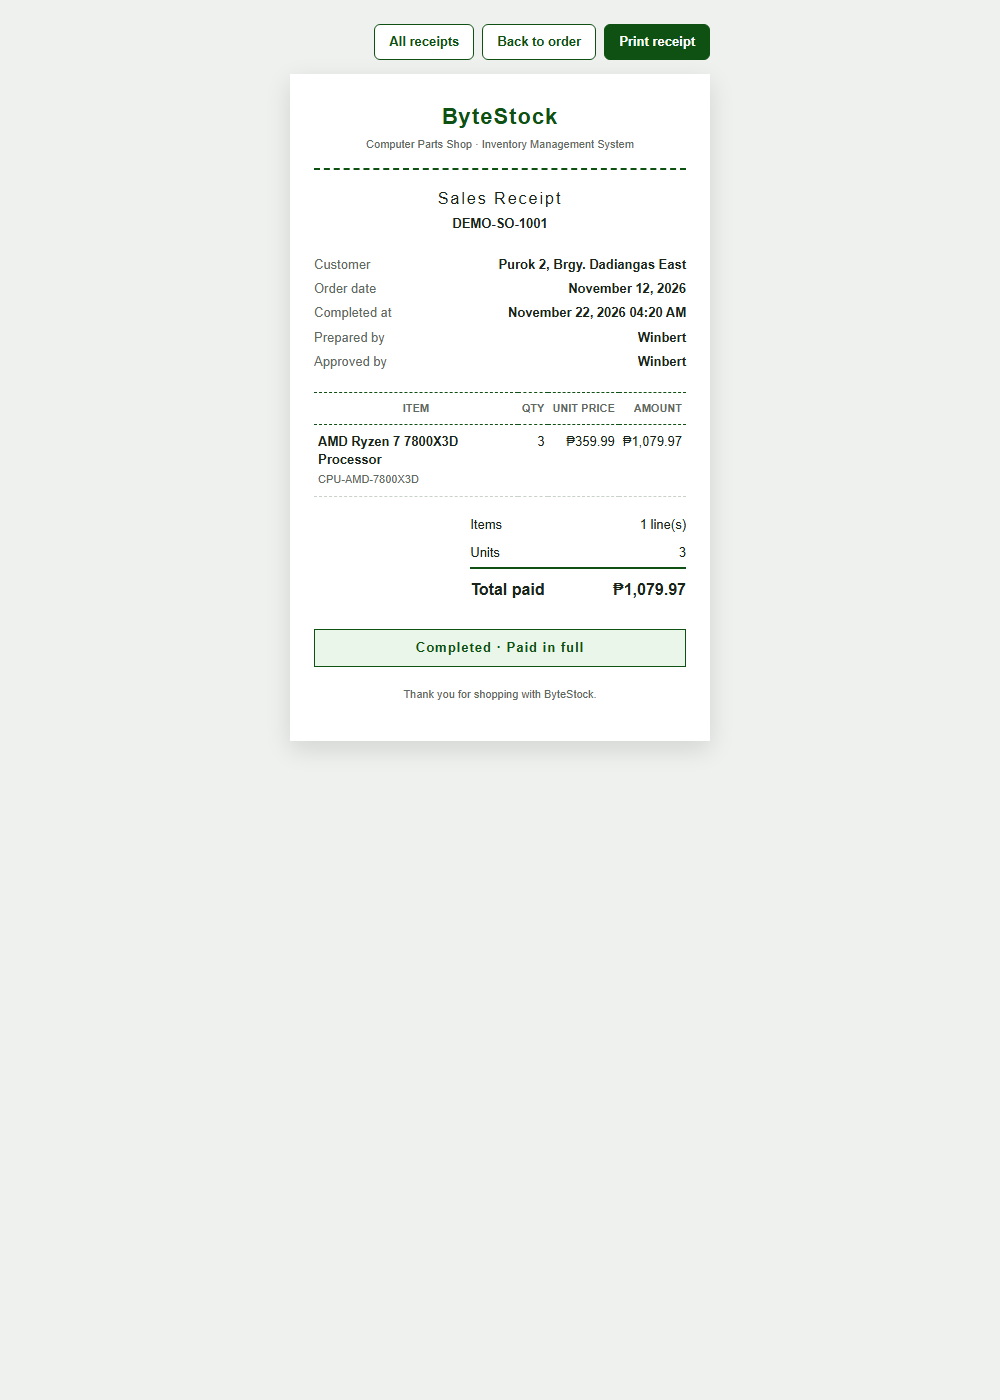 All receipts Back to order Print receipt
ByteStock
Computer Parts Shop · Inventory Management System
Sales Receipt
DEMO-SO-1001
Customer Purok 2, Brgy. Dadiangas East
Order date November 12, 2026
Completed at November 22, 2026 04:20 AM
Prepared by Winbert
Approved by Winbert
ITEM QTY UNIT PRICE AMOUNT
AMD Ryzen 7 7800X3D 3 ₱359.99 ₱1,079.97
Processor
CPU-AMD-7800X3D
Items 1 line(s)
Units 3
Total paid ₱1,079.97
Completed · Paid in full
Thank you for shopping with ByteStock.